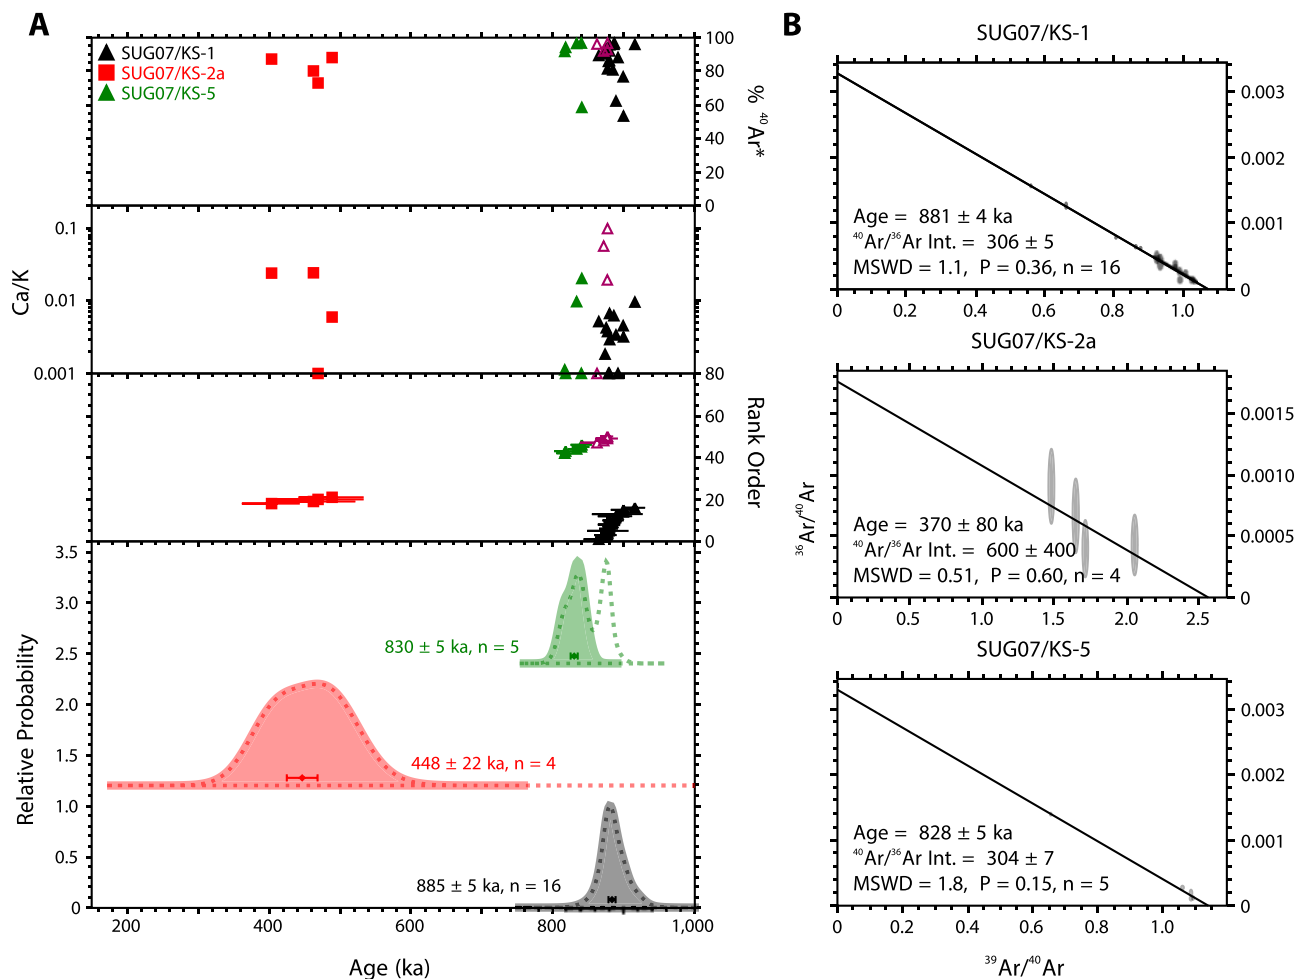 A
SUG07/KS-1
SUG07/KS-2a
SUG07/KS-5
100
80
60
40
20
0
% 40Ar*
0.1
0.01
0.001
Ca/K
80
60
40
20
0
Rank Order
3.5
3.0
2.5
2.0
1.5
1.0
0.5
0
Relative Probability
830 ± 5 ka, n = 5
448 ± 22 ka, n = 4
885 ± 5 ka, n = 16
200
400
600
800
1,000
Age (ka)
B
SUG07/KS-1
0.003
0.002
0.001
0
Age = 881 ± 4 ka
40Ar/36Ar Int. = 306 ± 5
MSWD = 1.1, P = 0.36, n = 16
0 0.2 0.4 0.6 0.8 1.0
SUG07/KS-2a
0.0015
0.0010
0.0005
0
36Ar/40Ar
Age = 370 ± 80 ka
40Ar/36Ar Int. = 600 ± 400
MSWD = 0.51, P = 0.60, n = 4
0 0.5 1.0 1.5 2.0 2.5
SUG07/KS-5
0.003
0.002
0.001
0
Age = 828 ± 5 ka
40Ar/36Ar Int. = 304 ± 7
MSWD = 1.8, P = 0.15, n = 5
0 0.2 0.4 0.6 0.8 1.0
39Ar/40Ar